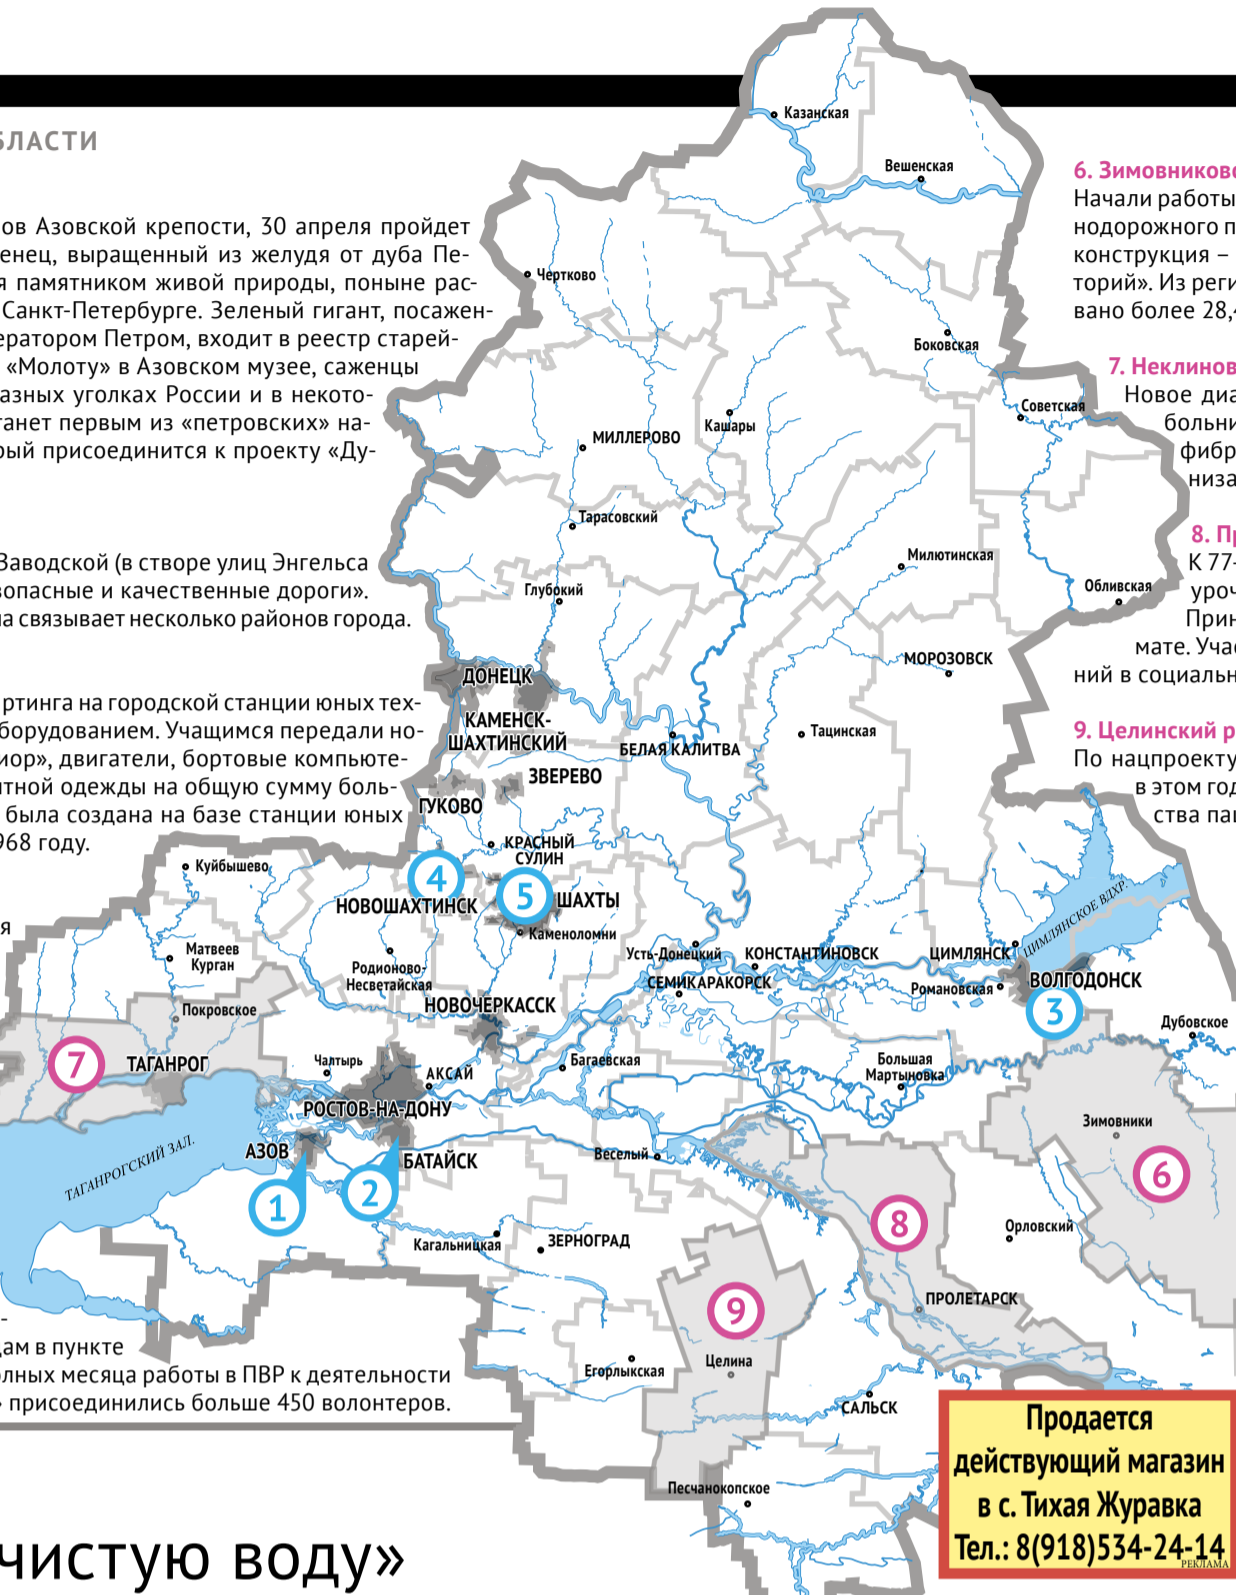 БЛАСТИ
ов Азовской крепости, 30 апреля пройдет
енец, выращенный из желудя от дуба Пе-
я памятником живой природы, поныне рас-
Санкт-Петербурге. Зеленый гигант, посажен-
ератором Петром, входит в реестр старей-
«Молоту» в Азовском музее, саженцы
азных уголках России и в некото-
танет первым из «петровских» на-
рый присоединится к проекту «Ду-
Заводской (в створе улиц Энгельса
зопасные и качественные дороги».
на связывает несколько районов города.
ртинга на городской станции юных тех-
борудованием. Учащимся передали но-
иор», двигатели, бортовые компьюте-
тной одежды на общую сумму боль-
была создана на базе станции юных
968 году.
я
-
дам в пункте
олных месяца работы в ПВР к деятельности
» присоединились больше 450 волонтеров.
чистую воду»
6. Зимовниковс
Начали работы
нодорожного п
конструкция –
торий». Из реги
вано более 28,4
7. Неклинов
Новое диа
больни
фибр
низа
8. Пр
К 77-
уроч
Прин
мате. Учас
ний в социальн
9. Целинский р
По нацпроекту
в этом год
ства пац
Казанская
Вешенская
Чертково
Боковская
Советская
Кашары
МИЛЛЕРОВО
Тарасовский
Милютинская
Глубокий
Обливская
МОРОЗОВСК
ДОНЕЦК
КАМЕНСК-
ШАХТИНСКИЙ
Тацинская
БЕЛАЯ КАЛИТВА
ЗВЕРЕВО
ГУКОВО
КРАСНЫЙ
СУЛИН
Куйбышево
4
5
НОВОШАХТИНСК
ШАХТЫ
ЦИМЛЯНСКОЕ ВДХР.
Каменоломни
Матвеев
Курган
Родионово-
Несветайская
Усть-Донецкий
КОНСТАНТИНОВСК
ЦИМЛЯНСК
СЕМИКАРАКОРСК
Романовская
ВОЛГОДОНСК
3
НОВОЧЕРКАССК
Покровское
Дубовское
7
ТАГАНРОГ
Чалтырь
АКСАЙ
Багаевская
Большая
Мартыновка
РОСТОВ-НА-ДОНУ
Зимовники
АЗОВ
БАТАЙСК
Веселый
ТАГАНРОГСКИЙ ЗАЛ.
6
1
2
8
Орловский
Кагальницкая
ЗЕРНОГРАД
9
ПРОЛЕТАРСК
Егорлыкская
Целина
САЛЬСК
Песчанокопское
Продается
действующий магазин
в с. Тихая Журавка
Тел.: 8(918)534-24-14
РЕКЛАМА